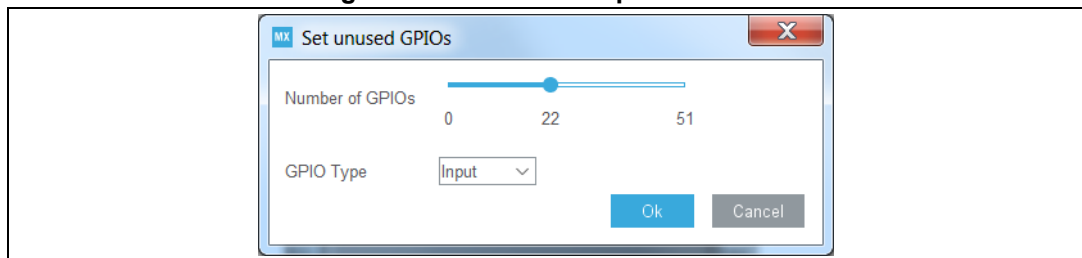 MX Set unused GPIOs
Number of GPIOs
0 22 51
GPIO Type Input
Ok Cancel